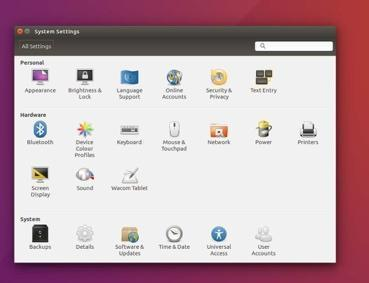 System Settings
All Settings
Personal
Appearance Brightness & Lock Language Support Online Accounts Security & Privacy Text Entry
Hardware
Bluetooth Device Colour Profiles Keyboard Mouse & Touchpad Network Power Printers
Screen Display Sound Wacom Tablet
System
Backups Details Software & Updates Time & Date Universal Access User Accounts